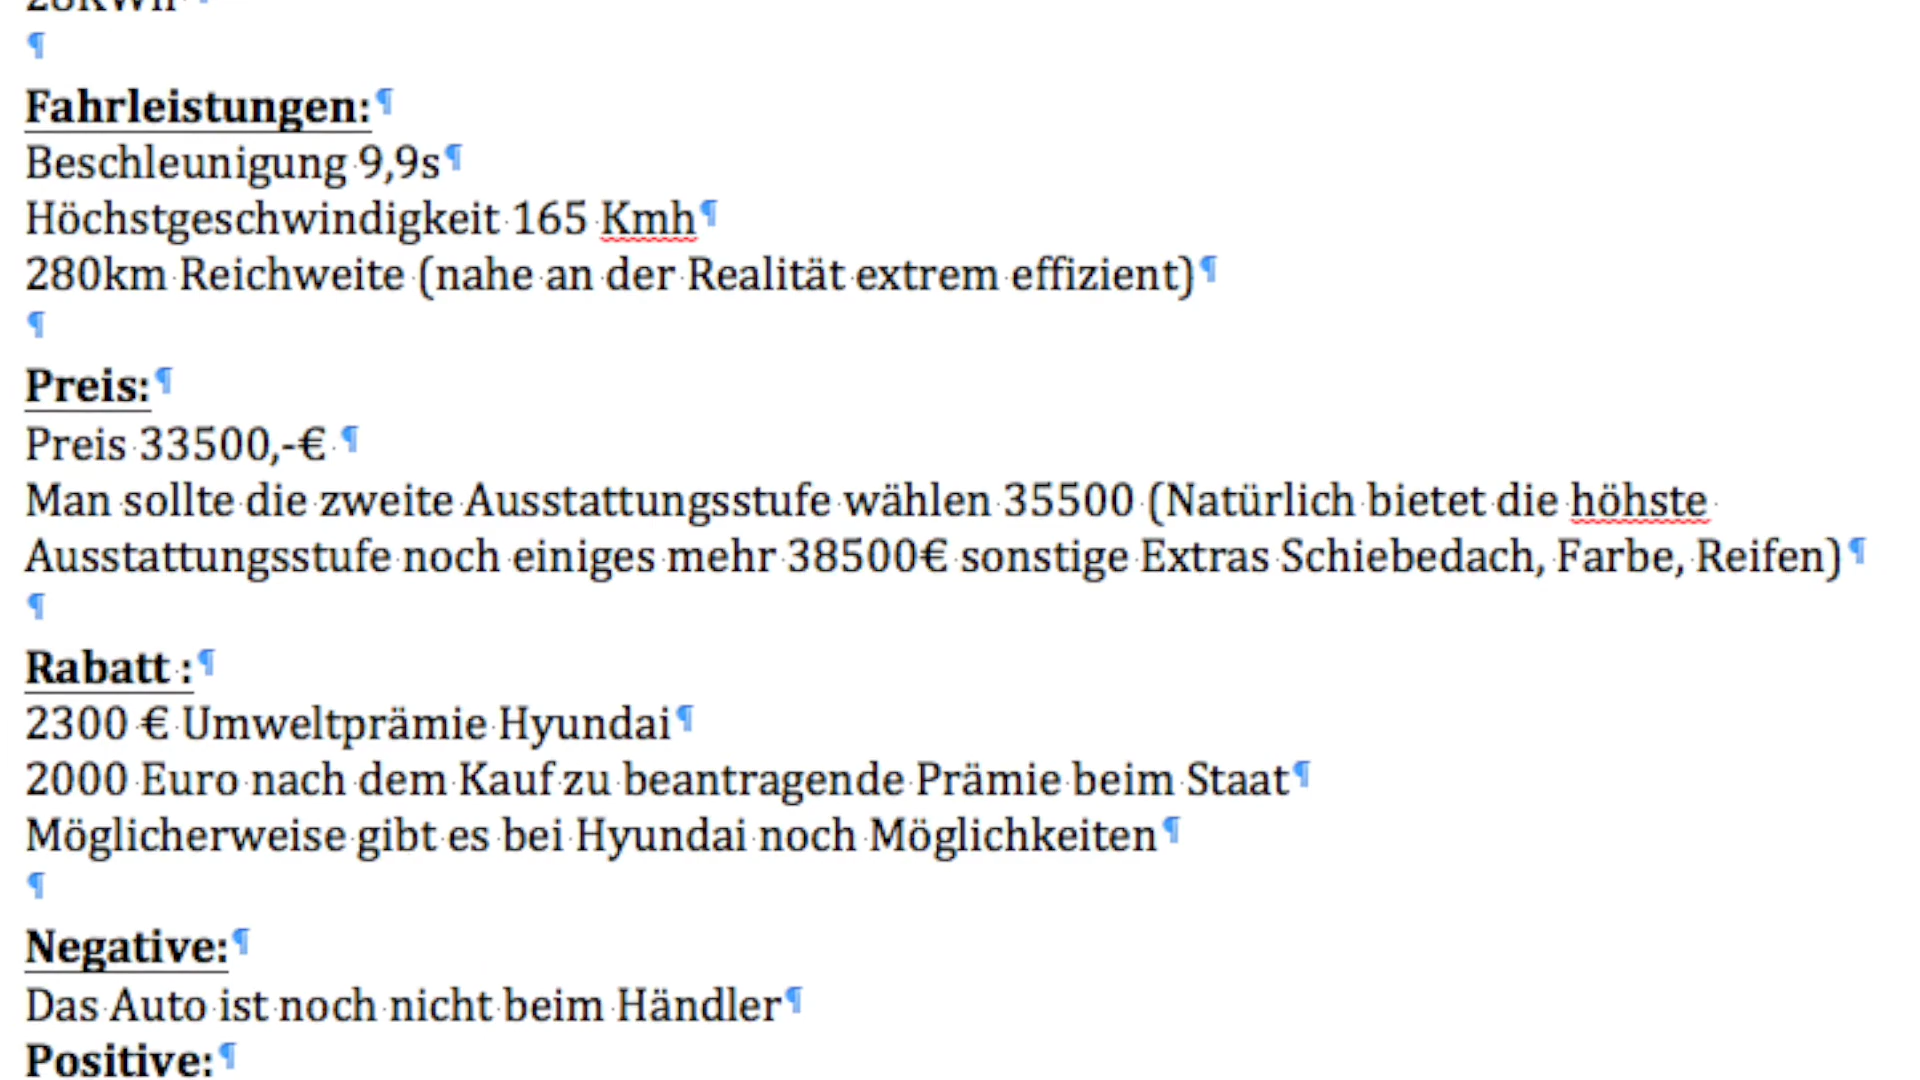 28KWh
Fahrleistungen:
Beschleunigung 9,9s
Höchstgeschwindigkeit 165 Kmh
280km Reichweite (nahe an der Realität extrem effizient)
Preis:
Preis 33500,-€
Man sollte die zweite Ausstattungsstufe wählen 35500 (Natürlich bietet die höhste
Ausstattungsstufe noch einiges mehr 38500€ sonstige Extras Schiebedach, Farbe, Reifen)
Rabatt :
2300 € Umweltprämie Hyundai
2000 Euro nach dem Kauf zu beantragende Prämie beim Staat
Möglicherweise gibt es bei Hyundai noch Möglichkeiten
Negative:
Das Auto ist noch nicht beim Händler
Positive: